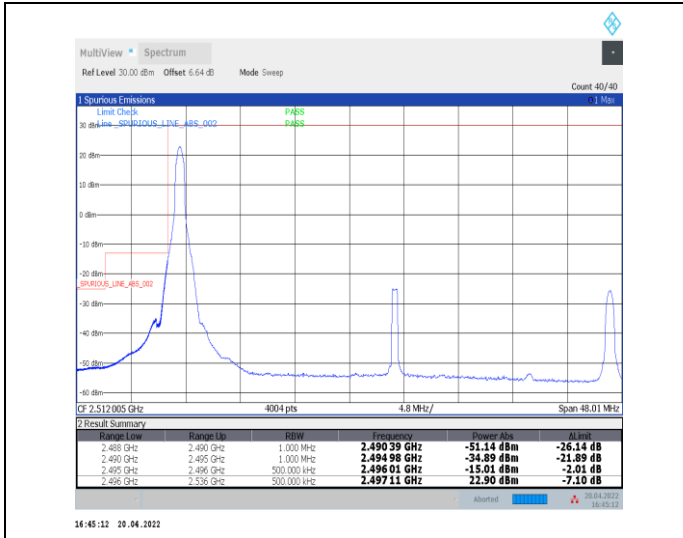 MultiView Spectrum
Ref Level 30.00 dBm Offset 6.64 dB Mode Sweep
Count 40/40
1 Spurious Emissions 1 Max
Limit Check PASS
30 dBm Line _SPURIOUS_LINE_ABS_002 PASS
20 dBm
10 dBm
0 dBm
-10 dBm
-20 dBm
_SPURIOUS_LINE_ABS_002
-30 dBm
-40 dBm
-50 dBm
-60 dBm
CF 2.512005 GHz 4004 pts 4.8 MHz/ Span 48.01 MHz
2 Result Summary
Range Low Range Up RBW Frequency Power Abs ΔLimit
2.488 GHz 2.490 GHz 1.000 MHz 2.490 39 GHz -51.14 dBm -26.14 dB
2.490 GHz 2.495 GHz 1.000 MHz 2.494 98 GHz -34.89 dBm -21.89 dB
2.495 GHz 2.496 GHz 500.000 kHz 2.496 01 GHz -15.01 dBm -2.01 dB
2.496 GHz 2.536 GHz 500.000 kHz 2.497 11 GHz 22.90 dBm -7.10 dB
Aborted 20.04.2022
16:45:12
16:45:12 20.04.2022